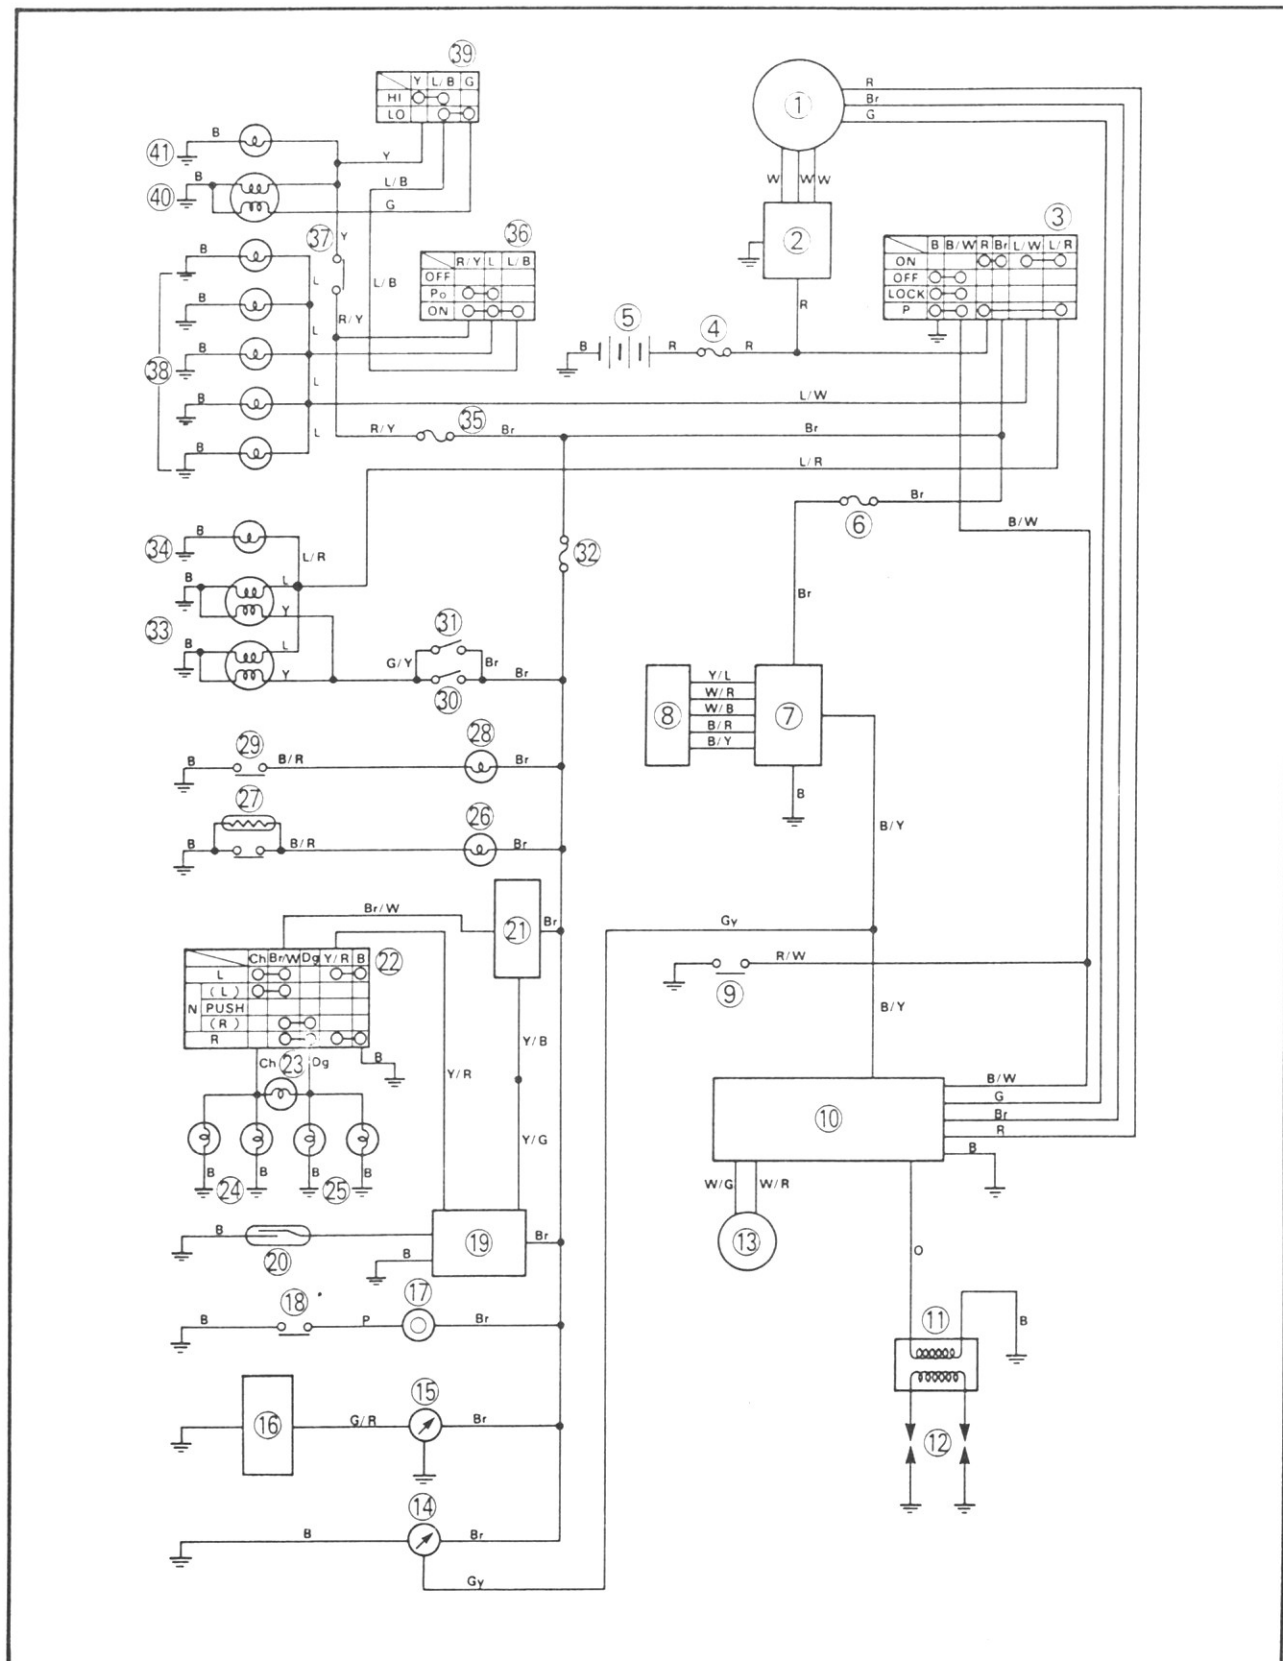 39
Y L/B G
HI
LO
1
R
Br
G
41
B
Y
40
B
L/B
G
W W W
2
3
B B/W R Br L/W L/R
ON
OFF
LOCK
P
37
Y
36
R/Y L L/B
OFF
Po
ON
B
L
L/B
R
B
R/Y
5
4
B R R
B
L
38
L
B
L/W
35
R/Y Br Br
L
B
L/R
6
Br
B/W
34
B
L/R
32
B
L
Y
Br
33
B
L
Y
31
G/Y Br
Br
30
8
Y/L
W/R
W/B
B/R
B/Y
7
B
29
B B/R
28
Br
27
B B/R
26
Br
B/Y
Br/W
21
Br
Gy
22
Ch Br/W Dg Y/R B
L
N
(L)
PUSH
(R)
R
R/W
9
B/Y
Ch 23 Dg
B
Y/R
Y/B
Y/G
10
B/W
G
Br
R
B
B B B B
24 25
W/G W/R
13
B
20
B
19
Br
O
18
17
B P Br
11
B
15
16
G/R Br
12
14
B Br
Gy